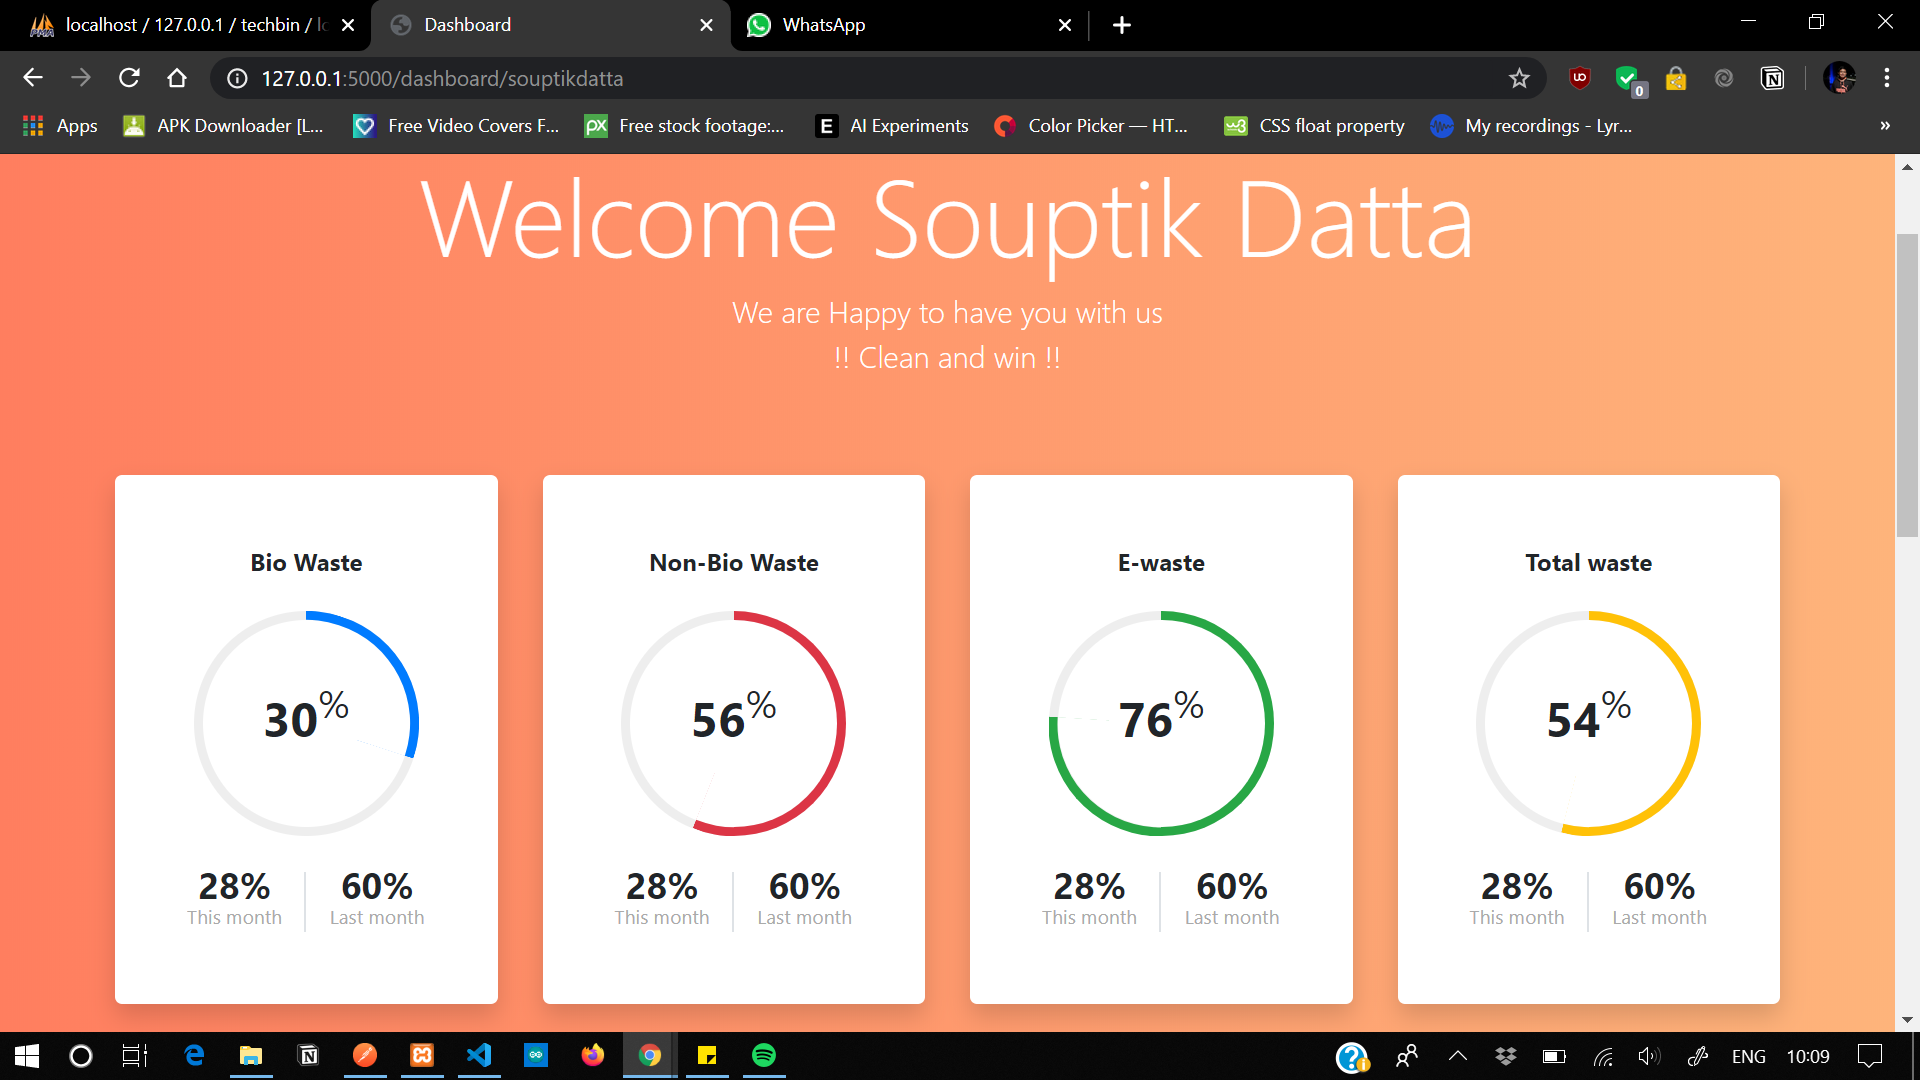 localhost / 127.0.0.1 / techbin / lo
Dashboard
WhatsApp
127.0.0.1:5000/dashboard/souptikdatta
0
Apps
APK Downloader [L...
Free Video Covers F...
px
Free stock footage:...
E
AI Experiments
Color Picker — HT...
w3
CSS float property
My recordings - Lyr...
»
Welcome Souptik Datta
We are Happy to have you with us
!! Clean and win !!
Bio Waste
30%
28%
This month
60%
Last month
Non-Bio Waste
56%
28%
This month
60%
Last month
E-waste
76%
28%
This month
60%
Last month
Total waste
54%
28%
This month
60%
Last month
ENG
10:09